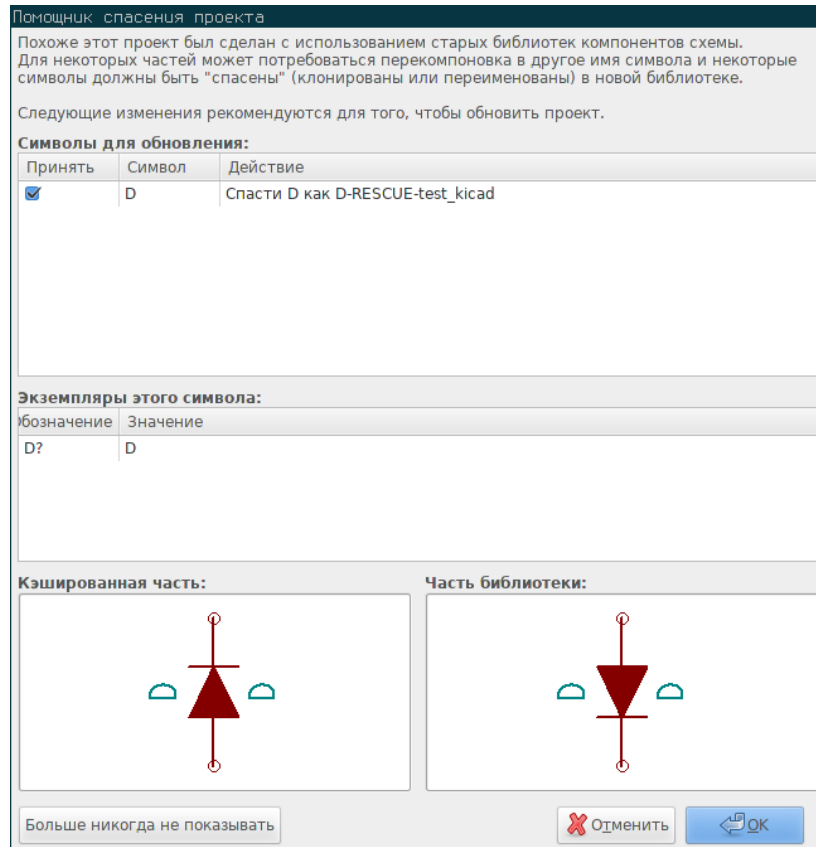 Помощник спасения проекта
Похоже этот проект был сделан с использованием старых библиотек компонентов схемы.
Для некоторых частей может потребоваться перекомпоновка в другое имя символа и некоторые
символы должны быть "спасены" (клонированы или переименованы) в новой библиотеке.
Следующие изменения рекомендуются для того, чтобы обновить проект.
Символы для обновления:
Принять Символ Действие
D Спасти D как D-RESCUE-test_kicad
Экземпляры этого символа:
Обозначение Значение
D? D
Кэшированная часть: Часть библиотеки:
D D D D
Больше никогда не показывать Отменить OK